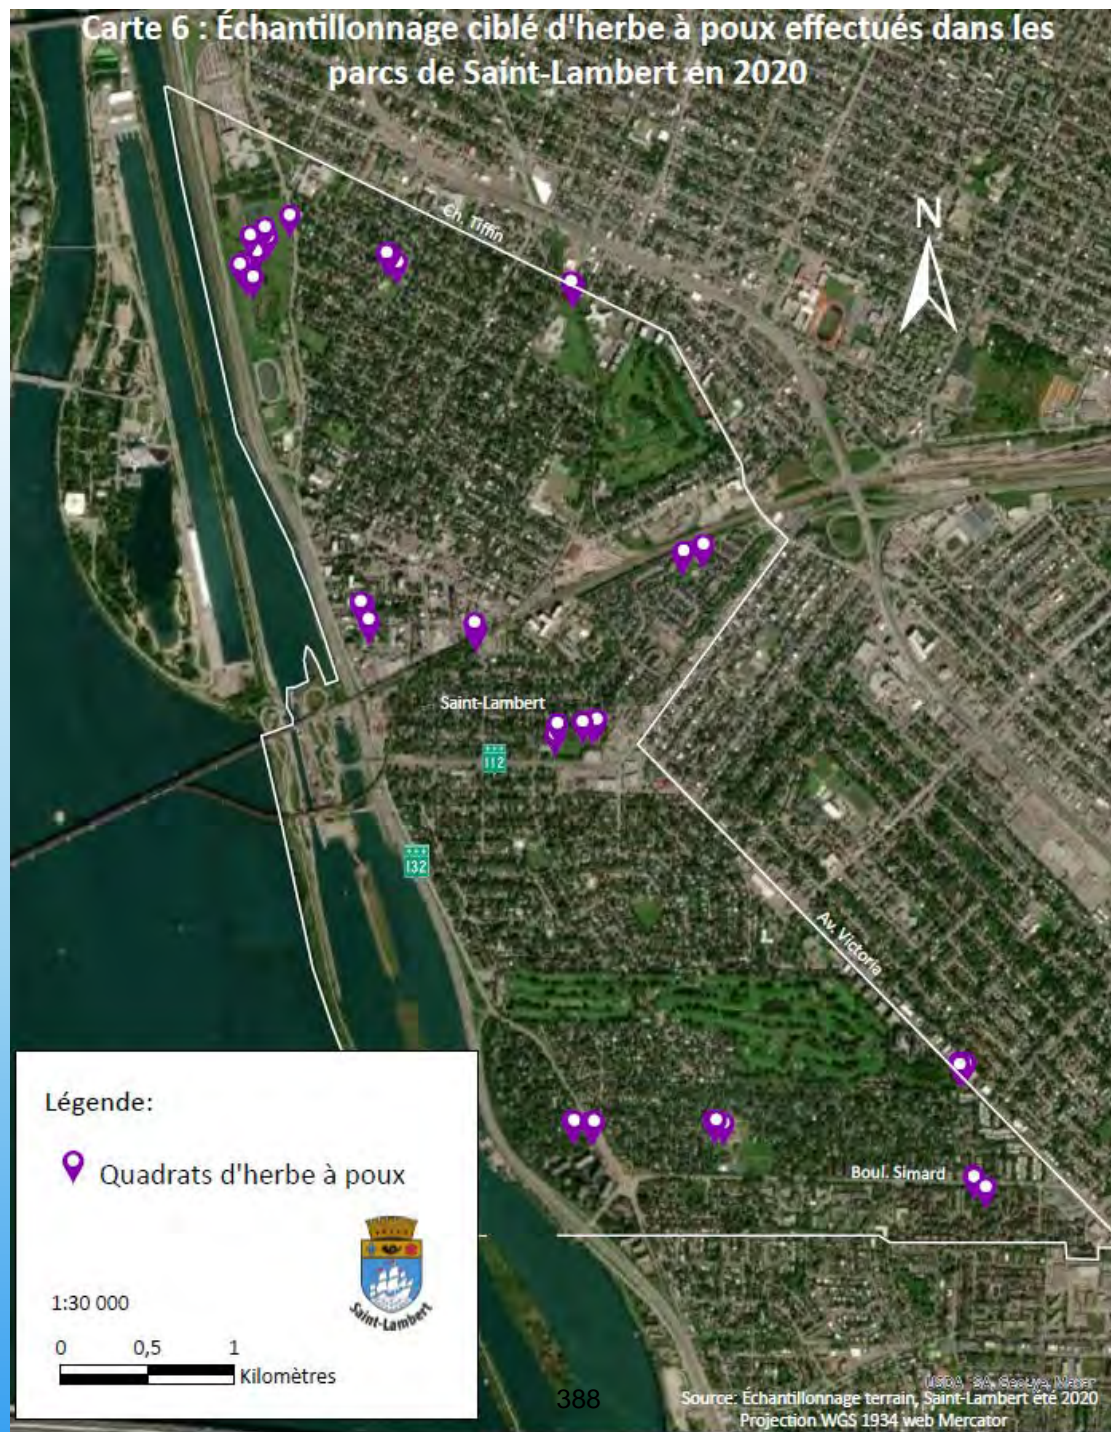 Carte 6 : Échantillonnage ciblé d'herbe à poux effectués dans les
parcs de Saint-Lambert en 2020
N
Ch. Tiffin
Saint-Lambert
112
132
Av. Victoria
Boul. Simard
Légende:
Quadrats d'herbe à poux
Saint-Lambert
1:30 000
0 0,5 1
Kilomètres
388
Source: Échantillonnage terrain, Saint-Lambert été 2020
Projection WGS 1934 web Mercator